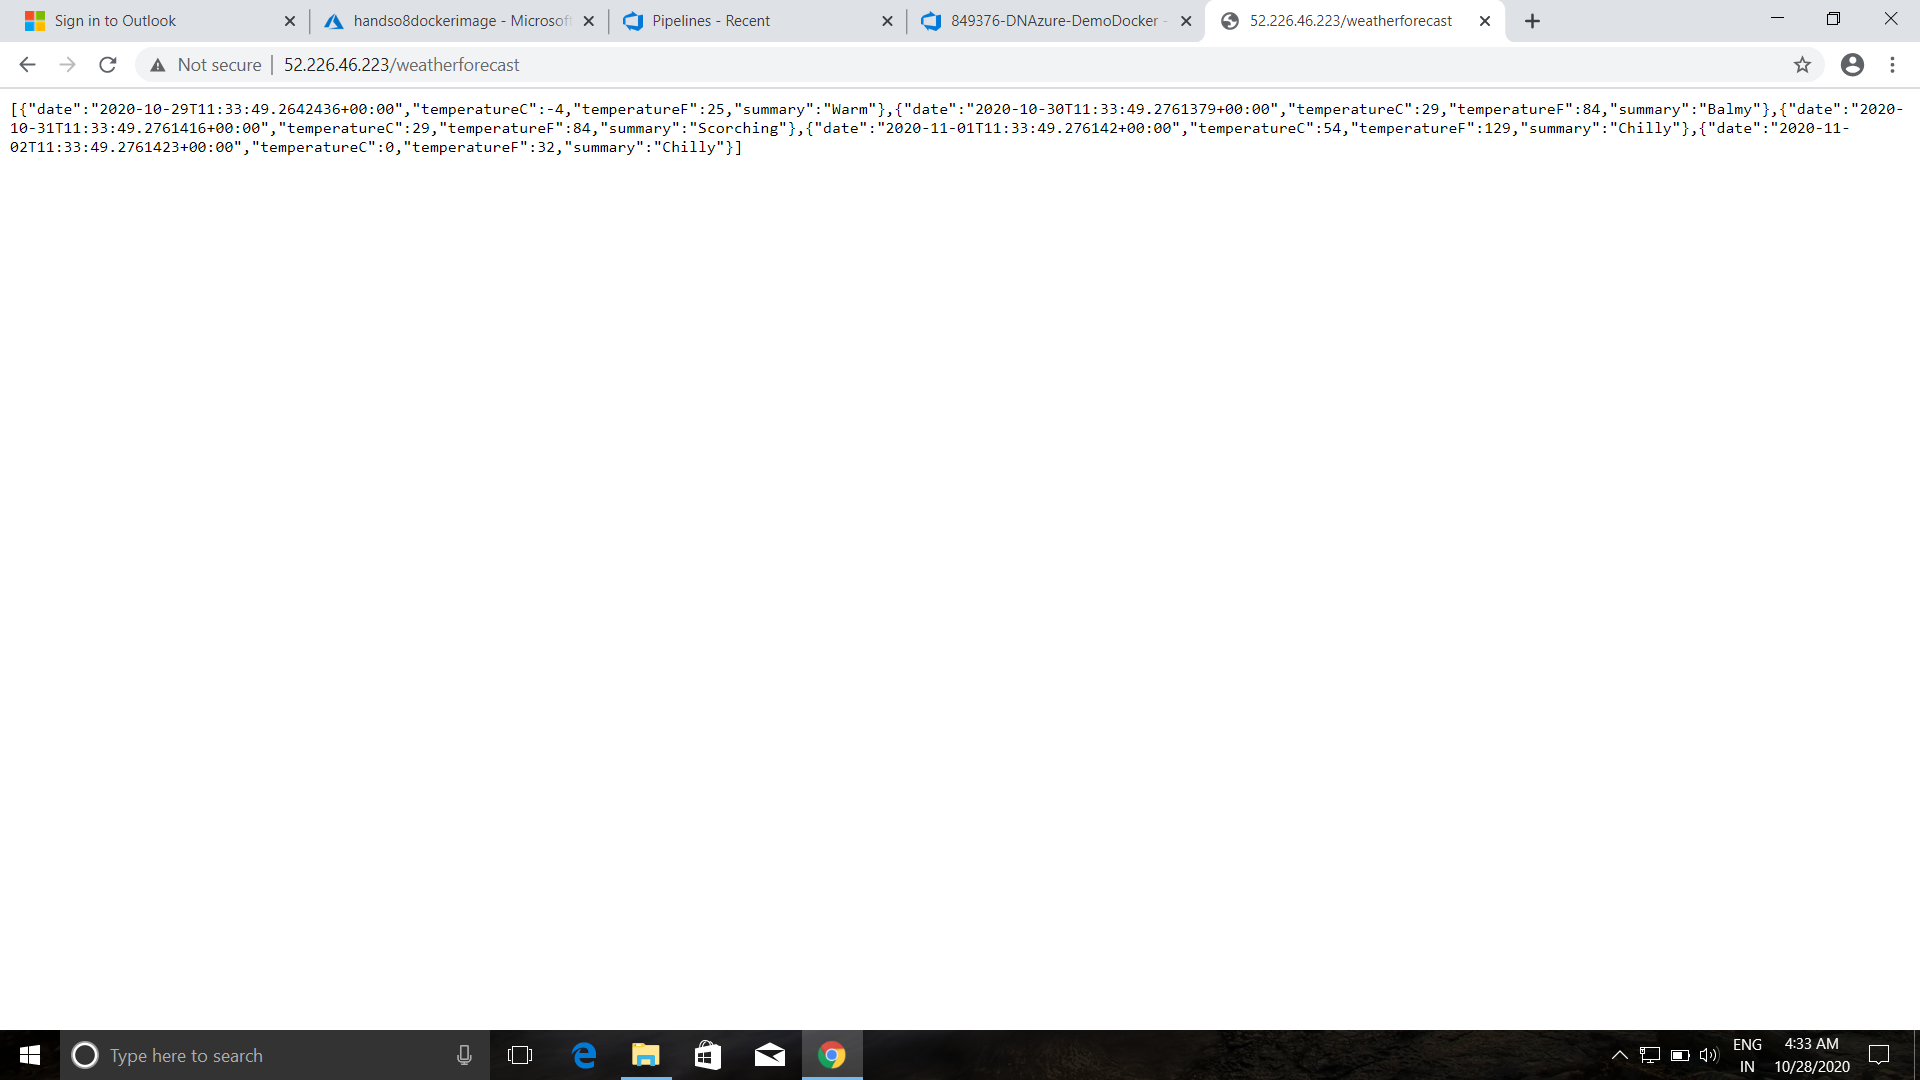 Sign in to Outlook
handso8dockerimage - Microsoft
Pipelines - Recent
849376-DNAzure-DemoDocker -
52.226.46.223/weatherforecast
Not secure
52.226.46.223/weatherforecast
[{"date":"2020-10-29T11:33:49.2642436+00:00","temperatureC":-4,"temperatureF":25,"summary":"Warm"},{"date":"2020-10-30T11:33:49.2761379+00:00","temperatureC":29,"temperatureF":84,"summary":"Balmy"},{"date":"2020-
10-31T11:33:49.2761416+00:00","temperatureC":29,"temperatureF":84,"summary":"Scorching"},{"date":"2020-11-01T11:33:49.276142+00:00","temperatureC":54,"temperatureF":129,"summary":"Chilly"},{"date":"2020-11-
02T11:33:49.2761423+00:00","temperatureC":0,"temperatureF":32,"summary":"Chilly"}]
Type here to search
ENG
IN
4:33 AM
10/28/2020